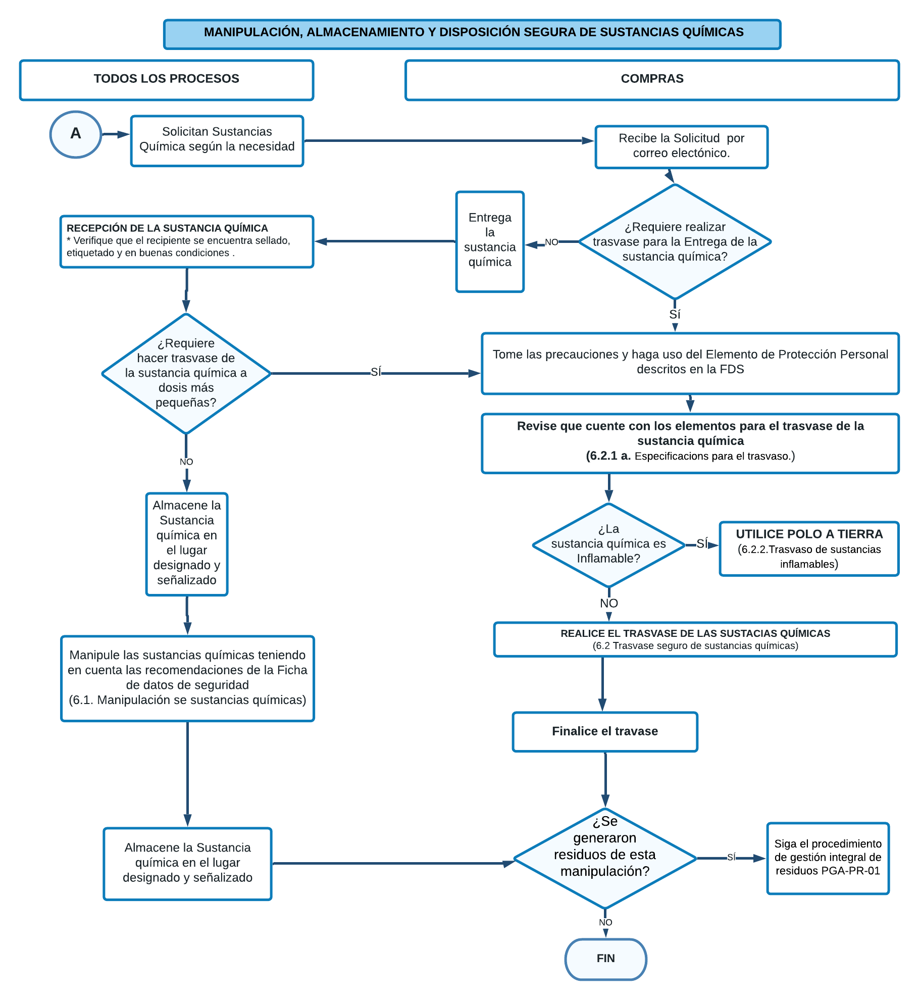 MANIPULACIÓN, ALMACENAMIENTO Y DISPOSICIÓN SEGURA DE SUSTANCIAS QUÍMICAS
TODOS LOS PROCESOS
COMPRAS
A
Solicitan Sustancias
Química según la necesidad
Recibe la Solicitud por
correo electónico.
¿Requiere realizar
trasvase para la Entrega de la
sustancia química?
NO
Entrega
la
sustancia
química
RECEPCIÓN DE LA SUSTANCIA QUÍMICA
* Verifique que el recipiente se encuentra sellado,
etiquetado y en buenas condiciones .
Sí
¿Requiere
hacer trasvase de
la sustancia química a
dosis más
pequeñas?
SÍ
Tome las precauciones y haga uso del Elemento de Protección Personal
descritos en la FDS
Revise que cuente con los elementos para el trasvase de la
sustancia química
(6.2.1 a. Especificacions para el trasvaso.)
NO
Almacene la
Sustancia
química en
el lugar
designado y
señalizado
¿La
sustancia química es
Inflamable?
SÍ
UTILICE POLO A TIERRA
(6.2.2.Trasvaso de sustancias
inflamables)
NO
REALICE EL TRASVASE DE LAS SUSTACIAS QUÍMICAS
(6.2 Trasvase seguro de sustancias químicas)
Manipule las sustancias químicas teniendo
en cuenta las recomendaciones de la Ficha
de datos de seguridad
(6.1. Manipulación se sustancias químicas)
Finalice el travase
Almacene la Sustancia
química en el lugar
designado y señalizado
¿Se
generaron
residuos de esta
manipulación?
SÍ
Siga el procedimiento
de gestión integral de
residuos PGA-PR-01
NO
FIN